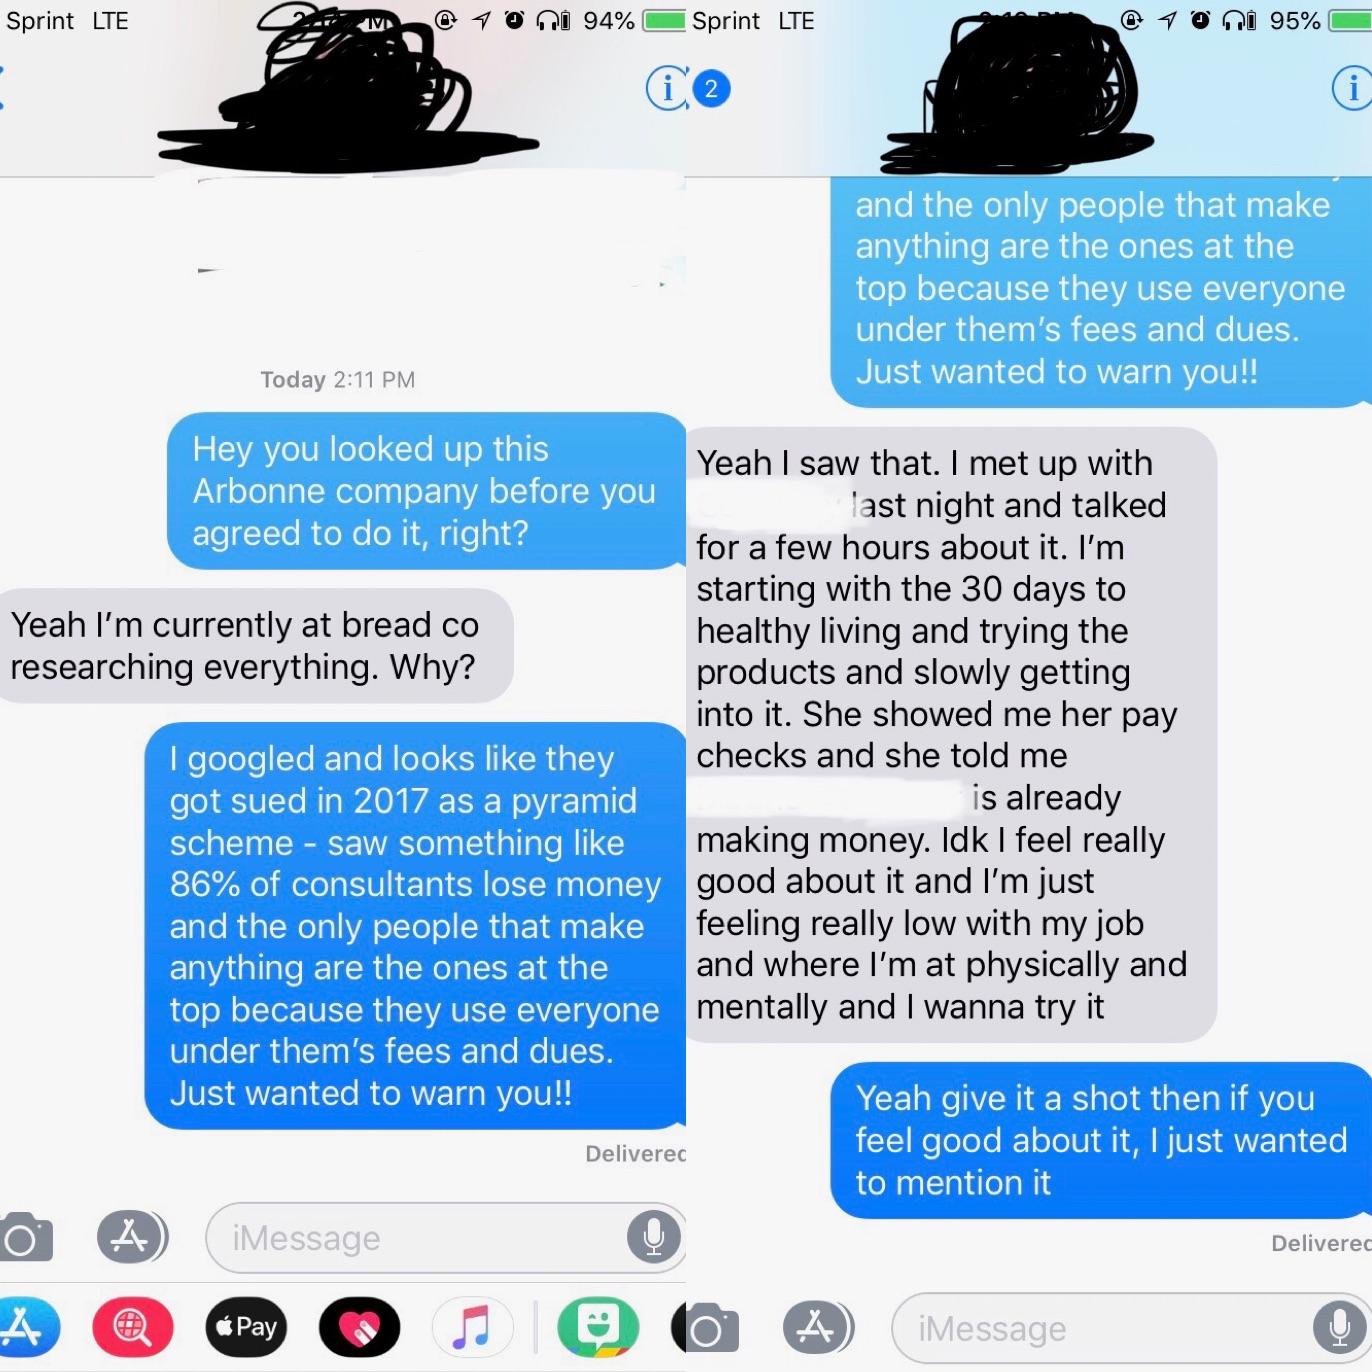 Sprint LTE
94%
Today 2:11 PM
Hey you looked up this
Arbonne company before you
agreed to do it, right?
Yeah I'm currently at bread co
researching everything. Why?
I googled and looks like they
got sued in 2017 as a pyramid
scheme - saw something like
86% of consultants lose money
and the only people that make
anything are the ones at the
top because they use everyone
under them's fees and dues.
Just wanted to warn you!!
Delivered
iMessage
Pay
Sprint LTE
95%
2
and the only people that make
anything are the ones at the
top because they use everyone
under them's fees and dues.
Just wanted to warn you!!
Yeah I saw that. I met up with
last night and talked
for a few hours about it. I'm
starting with the 30 days to
healthy living and trying the
products and slowly getting
into it. She showed me her pay
checks and she told me
is already
making money. Idk I feel really
good about it and I'm just
feeling really low with my job
and where I'm at physically and
mentally and I wanna try it
Yeah give it a shot then if you
feel good about it, I just wanted
to mention it
Delivered
iMessage